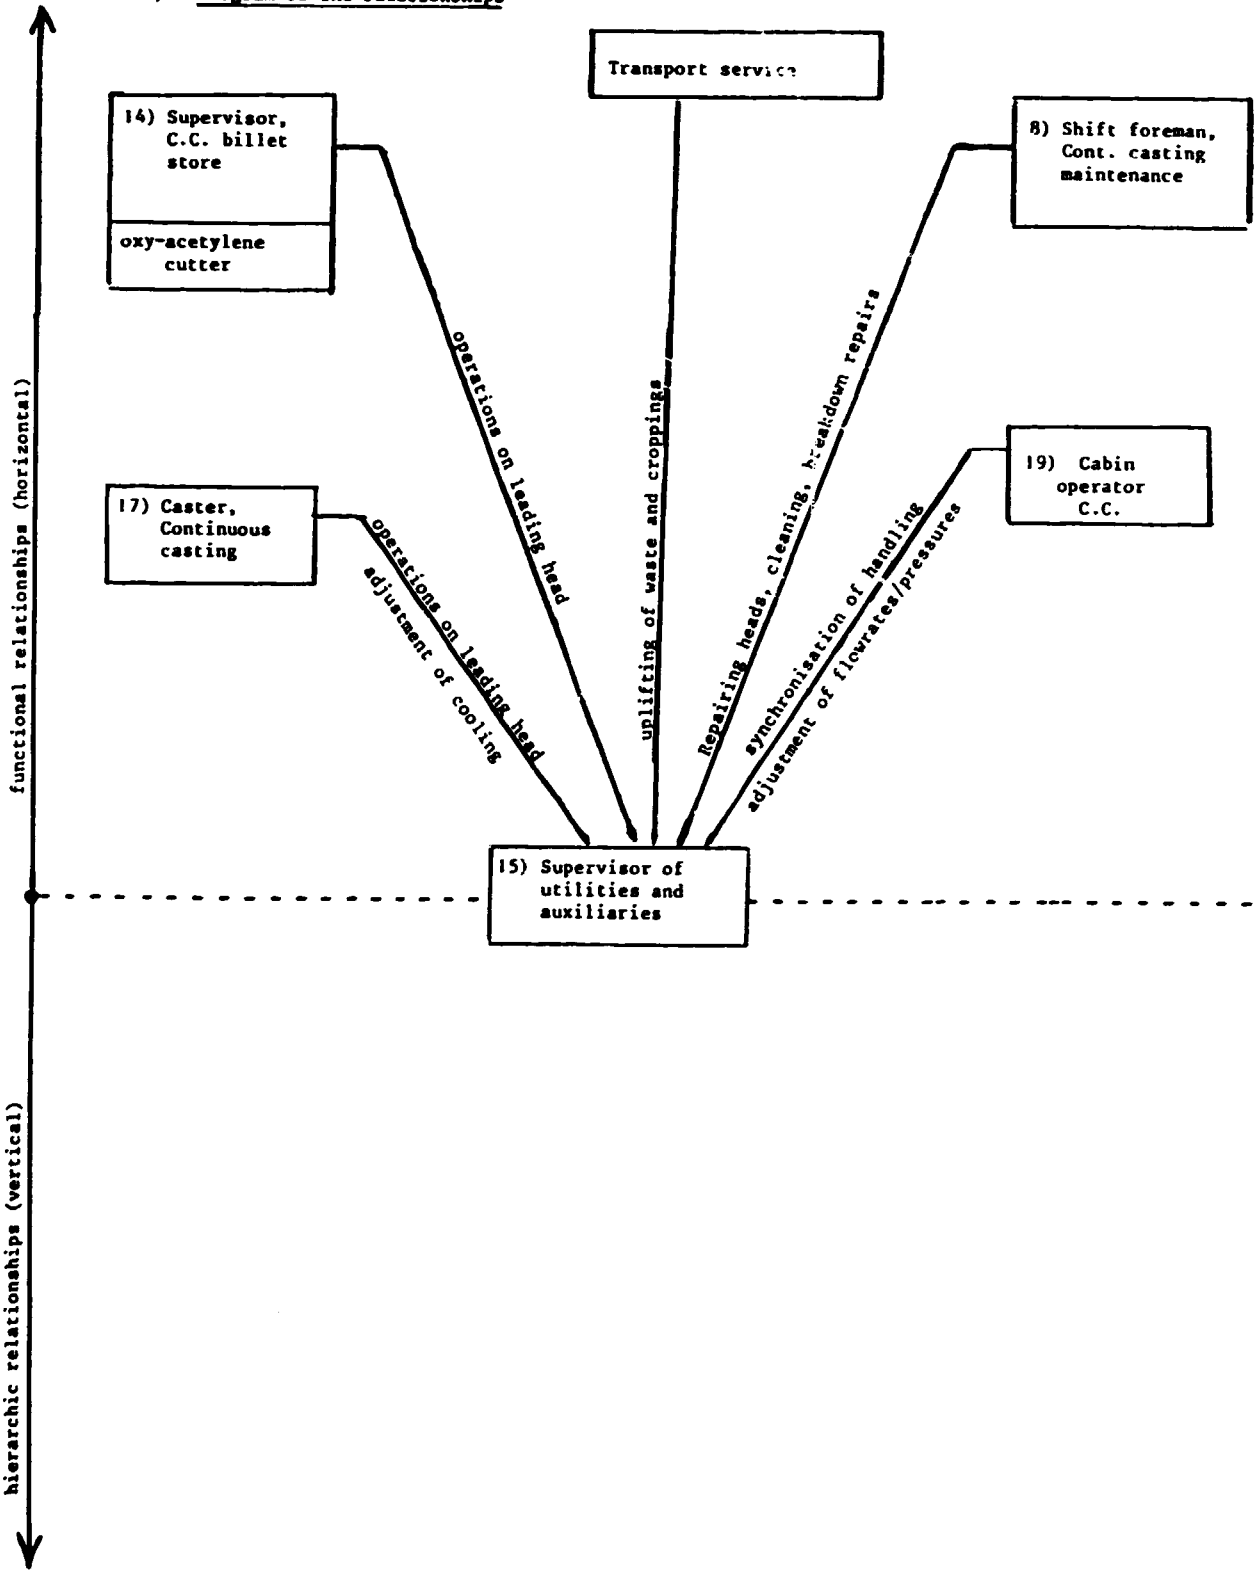 Transport service
14) Supervisor,
C.C. billet
store
oxy-acetylene
cutter
8) Shift foreman,
Cont. casting
maintenance
17) Caster,
Continuous
casting
19) Cabin
operator
C.C.
operations on leading head
adjustment of cooling
operations on leading head
uplifting of waste and croppings
Repairing heads, cleaning, breakdown repairs
synchronisation of handling
adjustment of flowrates/pressures
15) Supervisor of
utilities and
auxiliaries
functional relationships (horizontal)
hierarchic relationships (vertical)